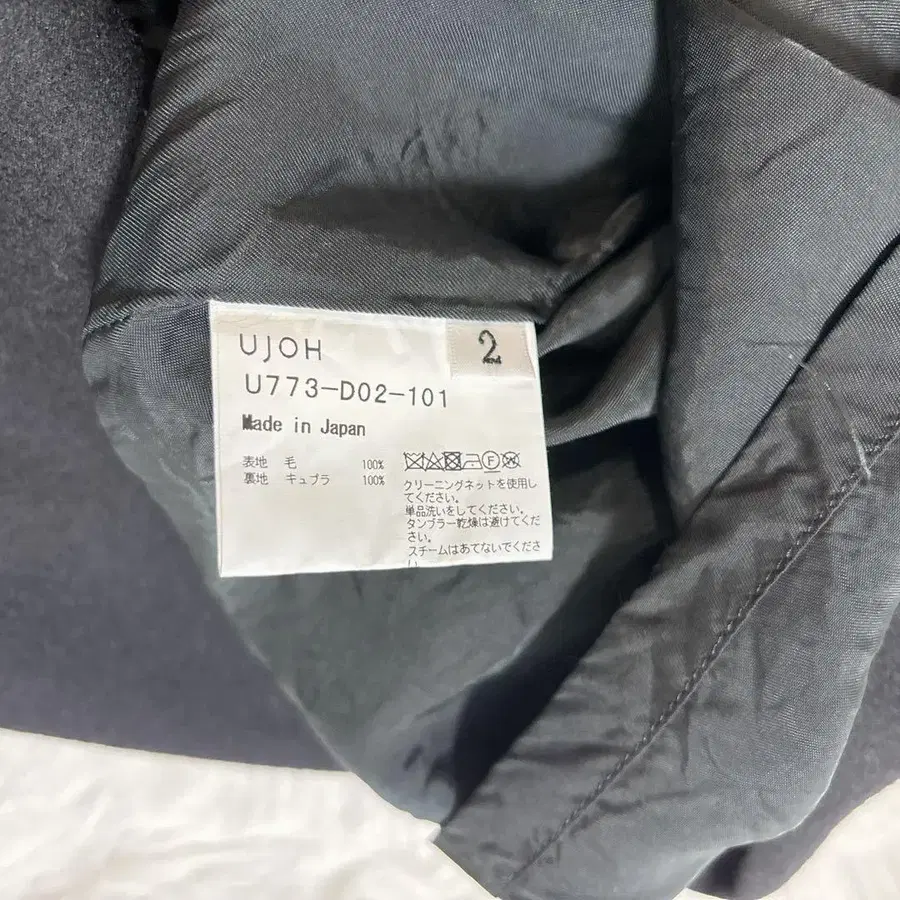 UJOH
2
U773-D02-101
Made in Japan
表地 毛 100%
裏地 キュプラ 100%
クリーニングネットを使用し
てください。
単品洗いをしてください。
タンブラー乾燥は避けてくだ
さい。
スチームはあてないでくださ
い